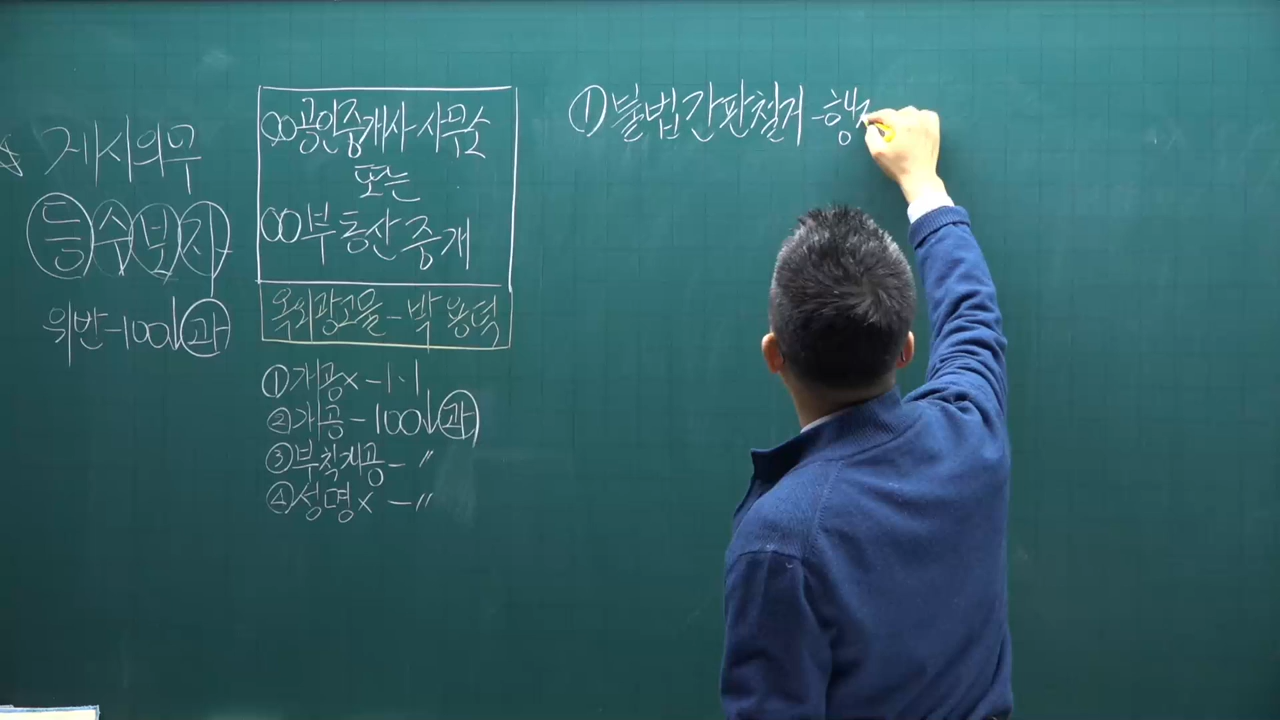 ☆ 게시의무
등 수 보 자
위반-100↓ 과
OO공인중개사사무소
또는
OO부동산중개
옥외광고물-박용덕
① 개공×-1·1
② 개공-100↓ 과
③ 부칙개공-〃
④ 성명×-〃
① 불법간판철거-행